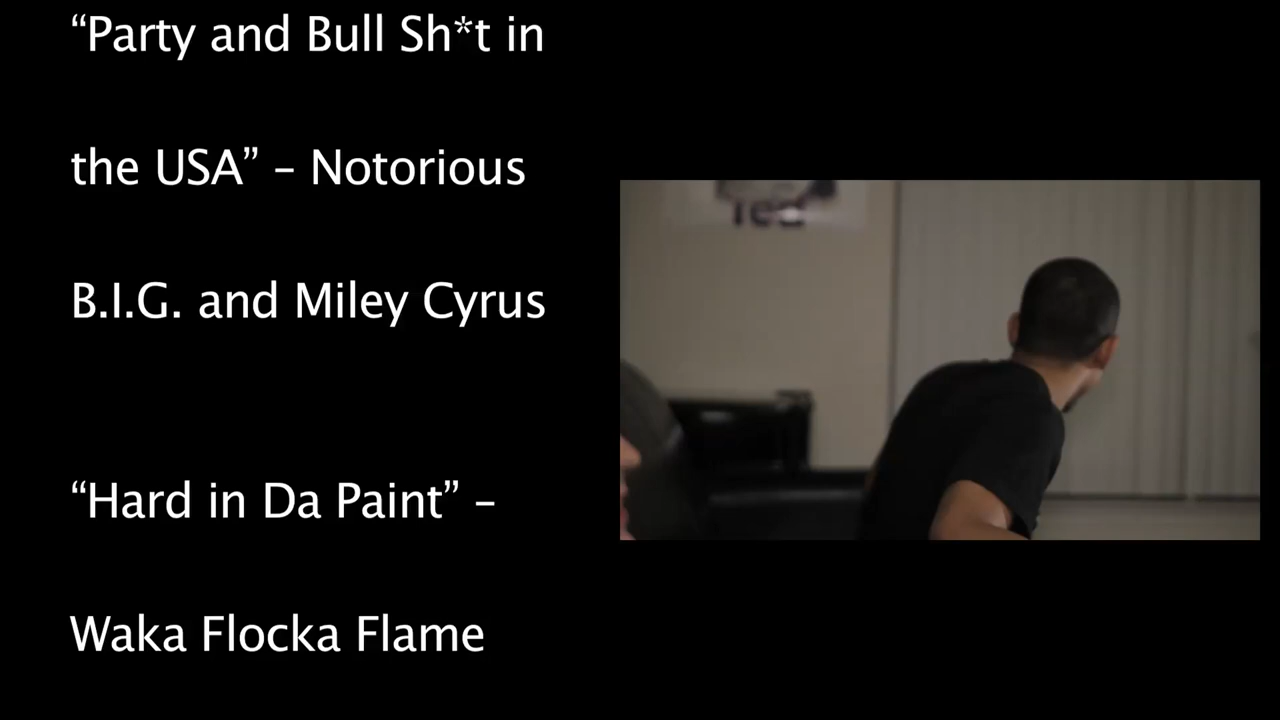 “Party and Bull Sh*t in
the USA” – Notorious
B.I.G. and Miley Cyrus
“Hard in Da Paint” –
Waka Flocka Flame